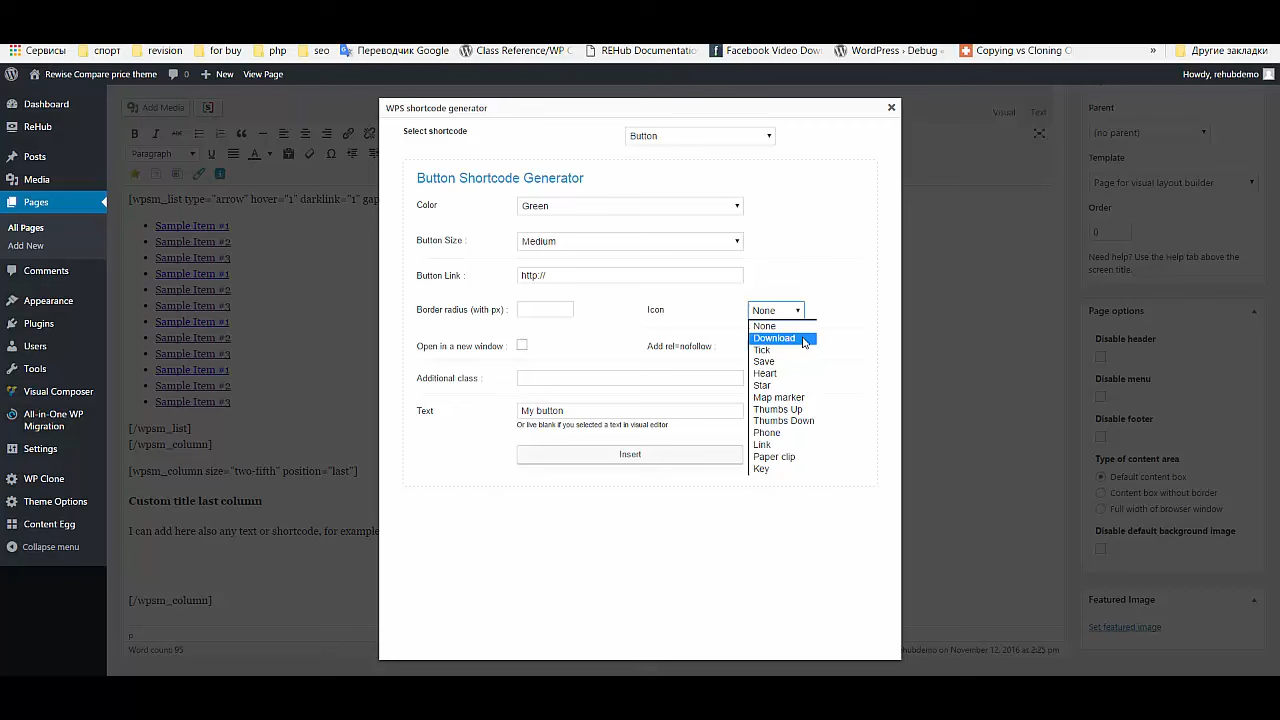 Сервисы спорт revision for buy php seo Переводчик Google Class Reference/WP C REHub Documentatio Facebook Video Dow WordPress › Debug « Copying vs Cloning C » Другие закладки
Rewise Compare price theme 0 New View Page Howdy, rehubdemo
Dashboard
ReHub
Posts
Media
Pages
All Pages
Add New
Comments
Appearance
Plugins
Users
Tools
Visual Composer
All-in-One WP
Migration
Settings
WP Clone
Theme Options
Content Egg
Collapse menu
Add Media
Visual Text
Paragraph
[wpsm_list type="arrow" hover="1" darklink="1" gap
Sample Item #1
Sample Item #2
Sample Item #3
Sample Item #1
Sample Item #2
Sample Item #3
Sample Item #1
Sample Item #2
Sample Item #3
Sample Item #1
Sample Item #2
Sample Item #3
[/wpsm_list]
[/wpsm_column]
[wpsm_column size="two-fifth" position="last"]
Custom title last column
I can add here also any text or shortcode, for example
[/wpsm_column]
P
Word count: 95
ehubdemo on November 12, 2016 at 2:25 pm
WPS shortcode generator
Select shortcode Button
Button Shortcode Generator
Color Green
Button Size : Medium
Button Link : http://
Border radius (with px) : Icon None
None
Download
Tick
Save
Heart
Star
Map marker
Thumbs Up
Thumbs Down
Phone
Link
Paper clip
Key
Open in a new window : Add rel=nofollow :
Additional class :
Text My button
Or live blank if you selected a text in visual editor
Insert
Parent
(no parent)
Template
Page for visual layout builder
Order
0
Need help? Use the Help tab above the
screen title.
Page options
Disable header
Disable menu
Disable footer
Type of content area
Default content box
Content box without border
Full width of browser window
Disable default background image
Featured Image
Set featured image